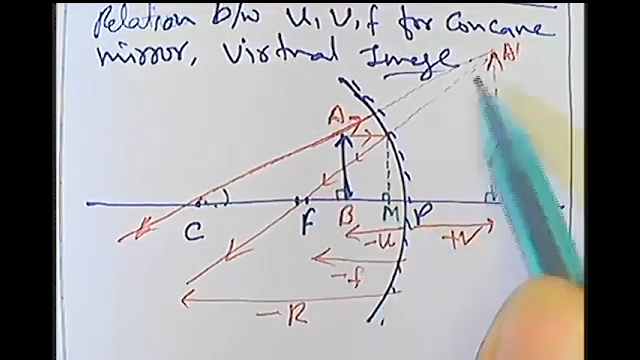 Relation b/w u, v, f for Concave
mirror, Virtual Image
A'
A
C
F
B
M
P
-u
+v
-f
-R